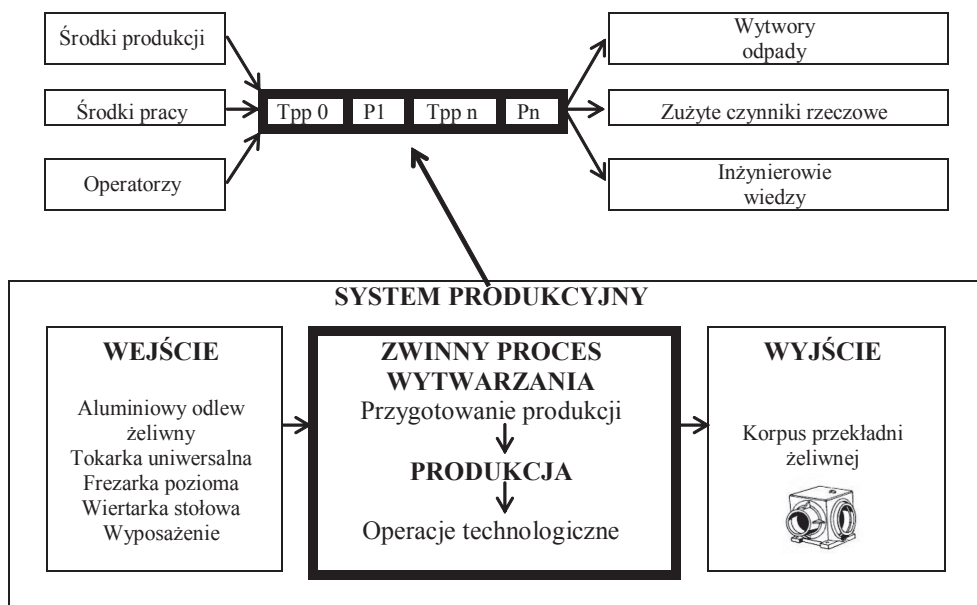 Środki produkcji
Środki pracy
Operatorzy
Tpp 0 P1 Tpp n Pn
Wytwory
odpady
Zużyte czynniki rzeczowe
Inżynierowie
wiedzy
SYSTEM PRODUKCYJNY
WEJŚCIE
Aluminiowy odlew
żeliwny
Tokarka uniwersalna
Frezarka pozioma
Wiertarka stołowa
Wyposażenie
ZWINNY PROCES
WYTWARZANIA
Przygotowanie produkcji
PRODUKCJA
Operacje technologiczne
WYJŚCIE
Korpus przekładni
żeliwnej